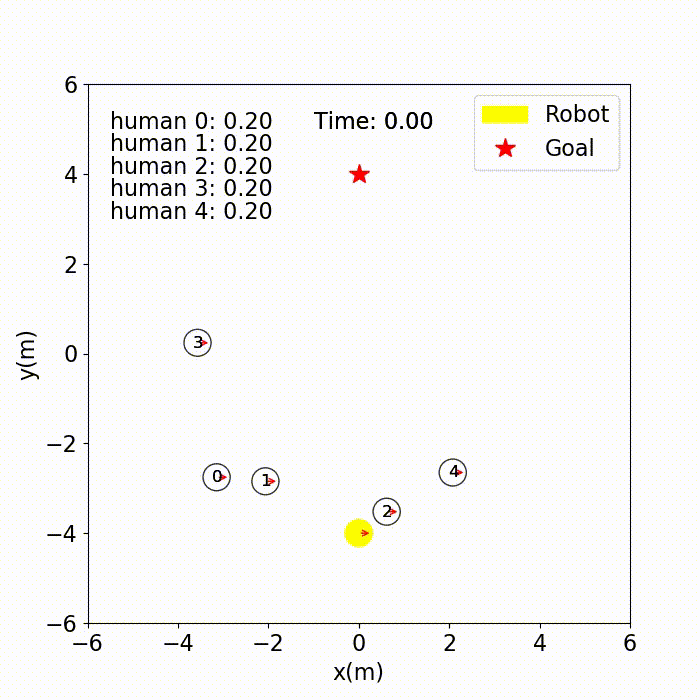 human 0: 0.20
human 1: 0.20
human 2: 0.20
human 3: 0.20
human 4: 0.20
Time: 0.00
Robot
Goal
6
4
2
0
−2
−4
−6
y(m)
3
0
1
4
2
−6
−4
−2
0
2
4
6
x(m)